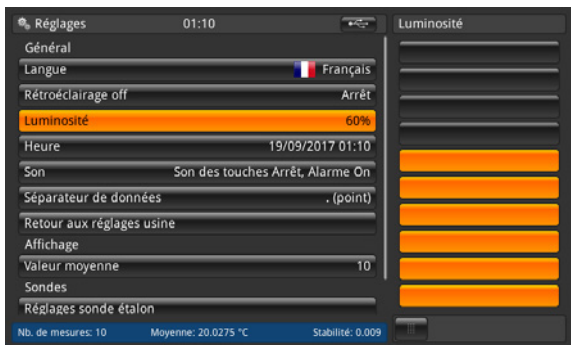 Réglages 01:10
Luminosité
Général
Langue Français
Rétroéclairage off Arrêt
Luminosité 60%
Heure 19/09/2017 01:10
Son Son des touches Arrêt, Alarme On
Séparateur de données . (point)
Retour aux réglages usine
Affichage
Valeur moyenne 10
Sondes
Réglages sonde étalon
Nb. de mesures: 10 Moyenne: 20.0275 °C Stabilité: 0.009